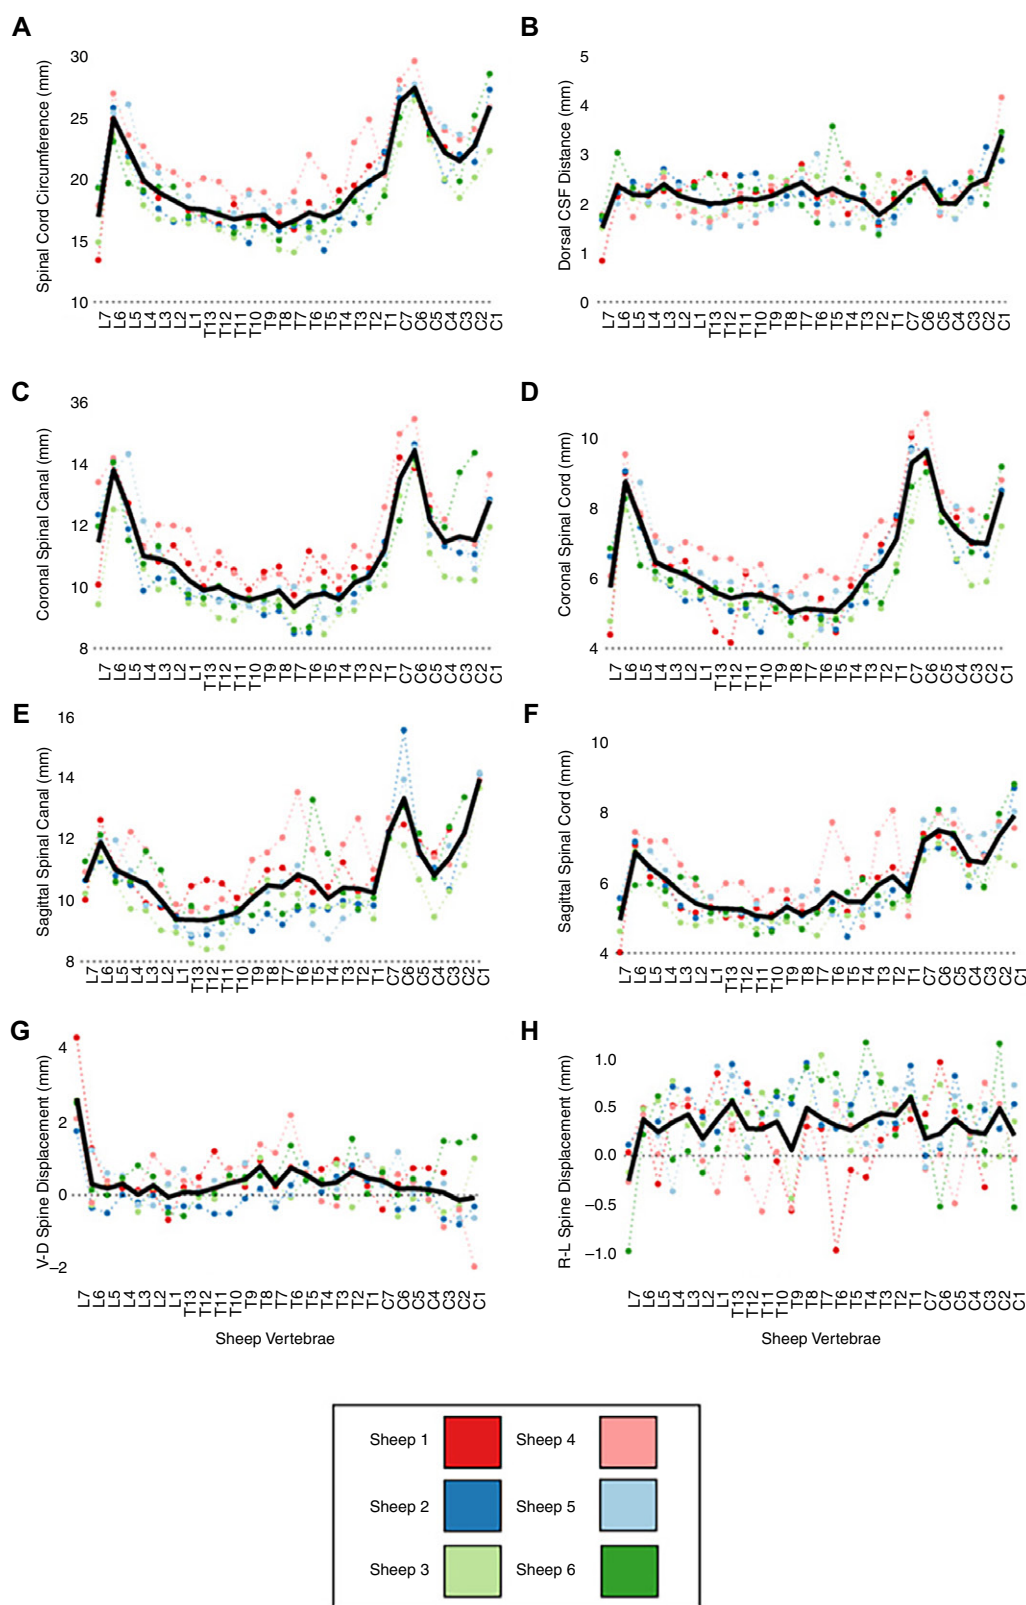 A
Spinal Cord Circumference (mm)
30
25
20
15
10
L7 L6 L5 L4 L3 L2 L1 T13 T12 T11 T10 T9 T8 T7 T6 T5 T4 T3 T2 T1 C7 C6 C5 C4 C3 C2 C1
B
Dorsal CSF Distance (mm)
5
4
3
2
1
0
L7 L6 L5 L4 L3 L2 L1 T13 T12 T11 T10 T9 T8 T7 T6 T5 T4 T3 T2 T1 C7 C6 C5 C4 C3 C2 C1
C
Coronal Spinal Canal (mm)
36
14
12
10
8
L7 L6 L5 L4 L3 L2 L1 T13 T12 T11 T10 T9 T8 T7 T6 T5 T4 T3 T2 T1 C7 C6 C5 C4 C3 C2 C1
D
Coronal Spinal Cord (mm)
10
8
6
4
L7 L6 L5 L4 L3 L2 L1 T13 T12 T11 T10 T9 T8 T7 T6 T5 T4 T3 T2 T1 C7 C6 C5 C4 C3 C2 C1
E
Sagittal Spinal Canal (mm)
16
14
12
10
8
L7 L6 L5 L4 L3 L2 L1 T13 T12 T11 T10 T9 T8 T7 T6 T5 T4 T3 T2 T1 C7 C6 C5 C4 C3 C2 C1
F
Sagittal Spinal Cord (mm)
10
8
6
4
L7 L6 L5 L4 L3 L2 L1 T13 T12 T11 T10 T9 T8 T7 T6 T5 T4 T3 T2 T1 C7 C6 C5 C4 C3 C2 C1
G
V-D Spine Displacement (mm)
4
2
0
–2
L7 L6 L5 L4 L3 L2 L1 T13 T12 T11 T10 T9 T8 T7 T6 T5 T4 T3 T2 T1 C7 C6 C5 C4 C3 C2 C1
Sheep Vertebrae
H
R-L Spine Displacement (mm)
1.0
0.5
0.0
–0.5
–1.0
L7 L6 L5 L4 L3 L2 L1 T13 T12 T11 T10 T9 T8 T7 T6 T5 T4 T3 T2 T1 C7 C6 C5 C4 C3 C2 C1
Sheep Vertebrae
Sheep 1 Sheep 4
Sheep 2 Sheep 5
Sheep 3 Sheep 6